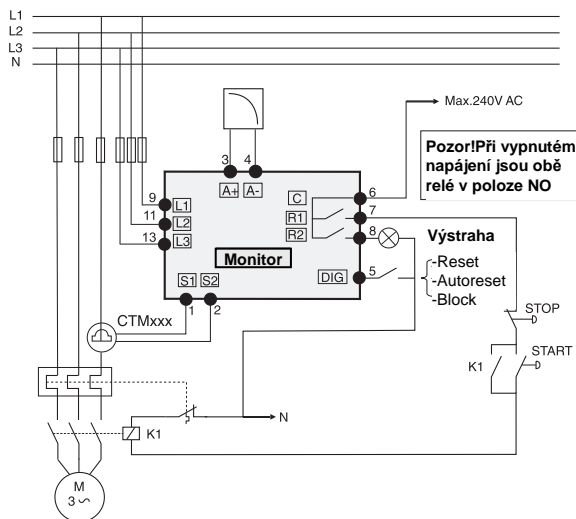 L1
L2
L3
N
Max.240V AC
Pozor!Při vypnutém
napájení jsou obě
relé v poloze NO
3 4
A+ A-
9 L1
11 L2
13 L3
C 6
R1 7
R2 8
Monitor
DIG 5
S1 S2
1 2
Výstraha
-Reset
-Autoreset
-Block
CTMxxx
STOP
START
K1
N
K1
M
3 ~